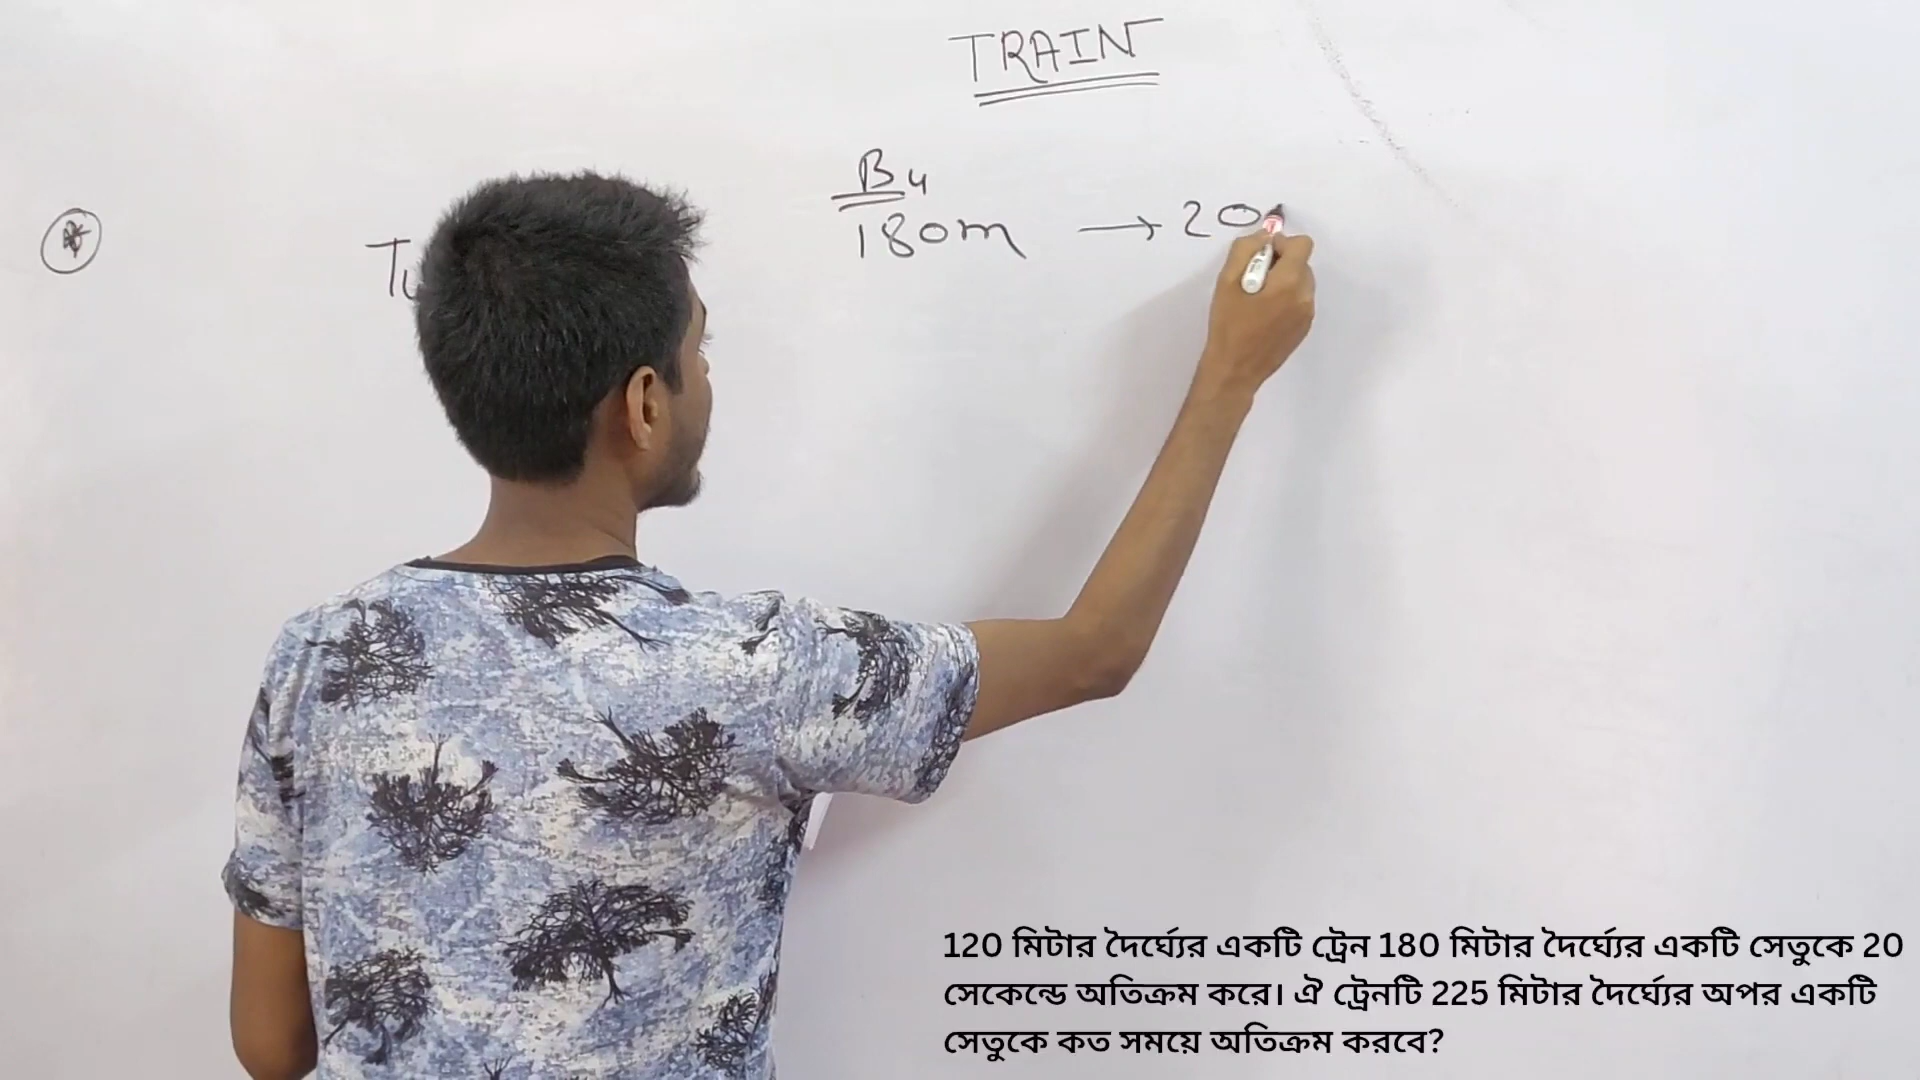 TRAIN
B4
180m → 20
120 মিটার দৈর্ঘ্যের একটি ট্রেন 180 মিটার দৈর্ঘ্যের একটি সেতুকে 20
সেকেন্ডে অতিক্রম করে। ঐ ট্রেনটি 225 মিটার দৈর্ঘ্যের অপর একটি
সেতুকে কত সময়ে অতিক্রম করবে?